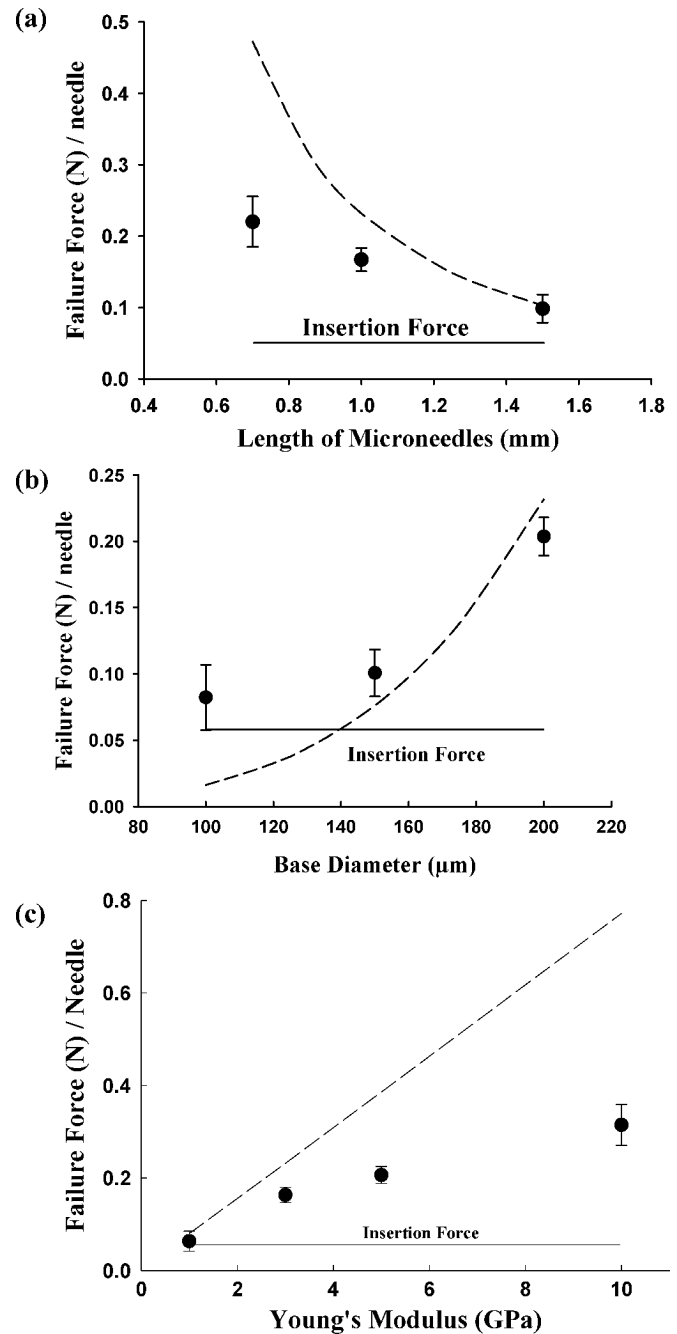 (a)
Failure Force (N) / needle
0.5
0.4
0.3
0.2
0.1
0.0
Insertion Force
0.4 0.6 0.8 1.0 1.2 1.4 1.6 1.8
Length of Microneedles (mm)
(b)
Failure Force (N) / needle
0.25
0.20
0.15
0.10
0.05
0.00
Insertion Force
80 100 120 140 160 180 200 220
Base Diameter (µm)
(c)
Failure Force (N) / Needle
0.8
0.6
0.4
0.2
0.0
Insertion Force
0 2 4 6 8 10
Young's Modulus (GPa)